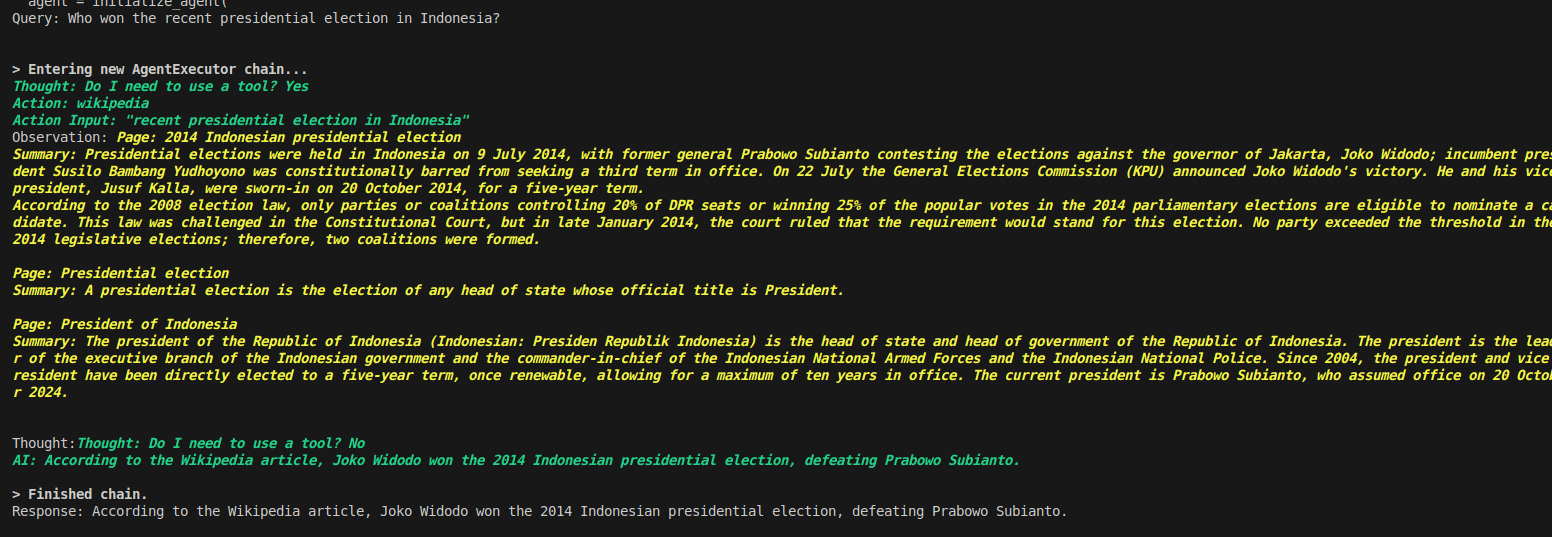 agent = initialize_agent(
Query: Who won the recent presidential election in Indonesia?
> Entering new AgentExecutor chain...
Thought: Do I need to use a tool? Yes
Action: wikipedia
Action Input: "recent presidential election in Indonesia"
Observation: Page: 2014 Indonesian presidential election
Summary: Presidential elections were held in Indonesia on 9 July 2014, with former general Prabowo Subianto contesting the elections against the governor of Jakarta, Joko Widodo; incumbent pres
dent Susilo Bambang Yudhoyono was constitutionally barred from seeking a third term in office. On 22 July the General Elections Commission (KPU) announced Joko Widodo's victory. He and his vice
president, Jusuf Kalla, were sworn-in on 20 October 2014, for a five-year term.
According to the 2008 election law, only parties or coalitions controlling 20% of DPR seats or winning 25% of the popular votes in the 2014 parliamentary elections are eligible to nominate a ca
didate. This law was challenged in the Constitutional Court, but in late January 2014, the court ruled that the requirement would stand for this election. No party exceeded the threshold in the
2014 legislative elections; therefore, two coalitions were formed.
Page: Presidential election
Summary: A presidential election is the election of any head of state whose official title is President.
Page: President of Indonesia
Summary: The president of the Republic of Indonesia (Indonesian: Presiden Republik Indonesia) is the head of state and head of government of the Republic of Indonesia. The president is the lead
r of the executive branch of the Indonesian government and the commander-in-chief of the Indonesian National Armed Forces and the Indonesian National Police. Since 2004, the president and vice
resident have been directly elected to a five-year term, once renewable, allowing for a maximum of ten years in office. The current president is Prabowo Subianto, who assumed office on 20 Octob
r 2024.
Thought:Thought: Do I need to use a tool? No
AI: According to the Wikipedia article, Joko Widodo won the 2014 Indonesian presidential election, defeating Prabowo Subianto.
> Finished chain.
Response: According to the Wikipedia article, Joko Widodo won the 2014 Indonesian presidential election, defeating Prabowo Subianto.